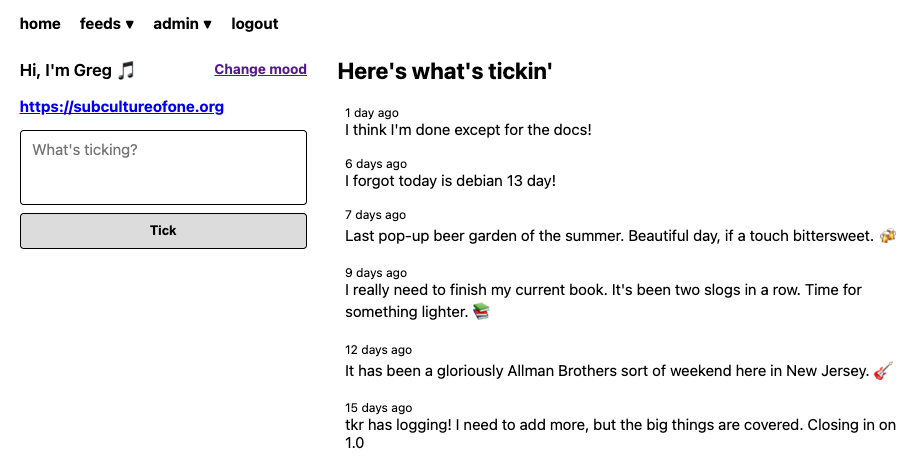 home feeds ▾ admin ▾ logout
Hi, I'm Greg 🎵 Change mood
https://subcultureofone.org
What's ticking?
Tick
Here's what's tickin'
1 day ago
I think I'm done except for the docs!
6 days ago
I forgot today is debian 13 day!
7 days ago
Last pop-up beer garden of the summer. Beautiful day, if a touch bittersweet. 🍻
9 days ago
I really need to finish my current book. It's been two slogs in a row. Time for
something lighter. 📚
12 days ago
It has been a gloriously Allman Brothers sort of weekend here in New Jersey. 🎸
15 days ago
tkr has logging! I need to add more, but the big things are covered. Closing in on
1.0